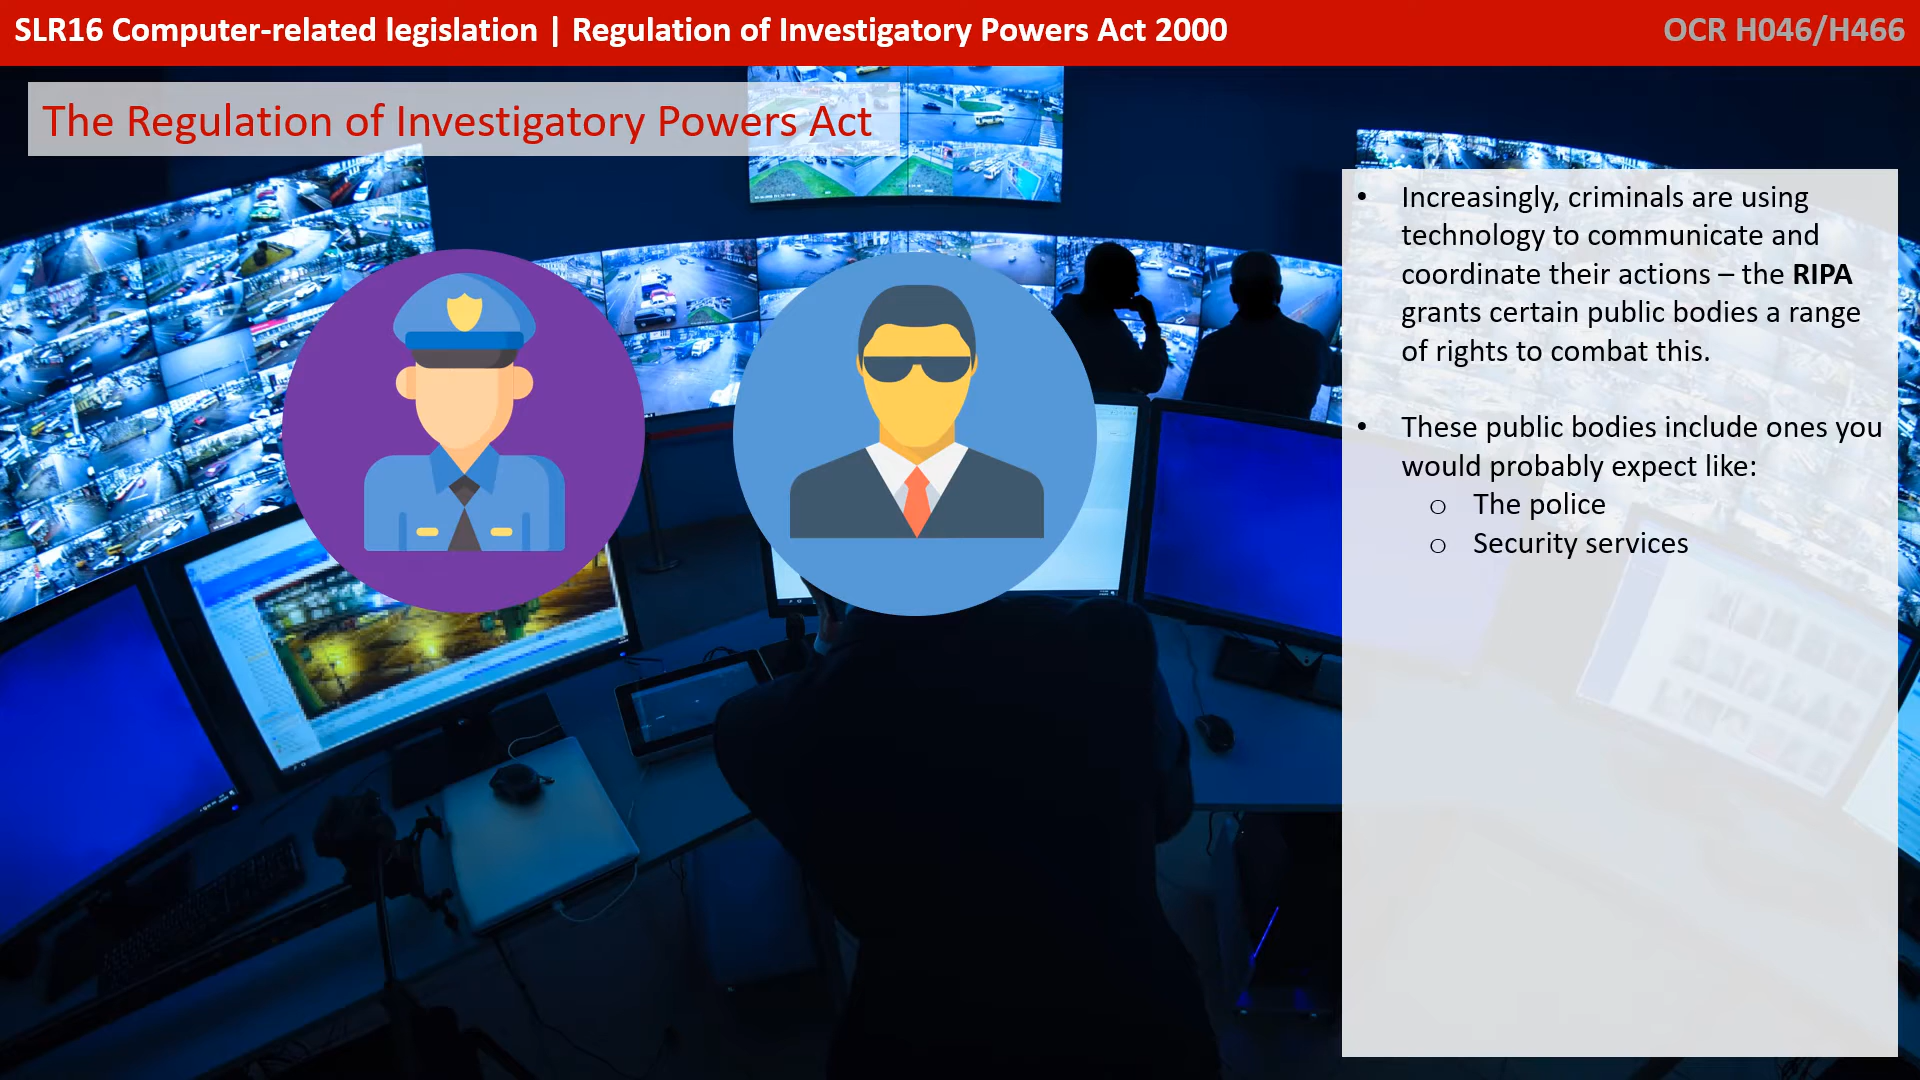 SLR16 Computer-related legislation | Regulation of Investigatory Powers Act 2000
OCR H046/H466
The Regulation of Investigatory Powers Act
• Increasingly, criminals are using
technology to communicate and
coordinate their actions – the RIPA
grants certain public bodies a range
of rights to combat this.
• These public bodies include ones you
would probably expect like:
o The police
o Security services